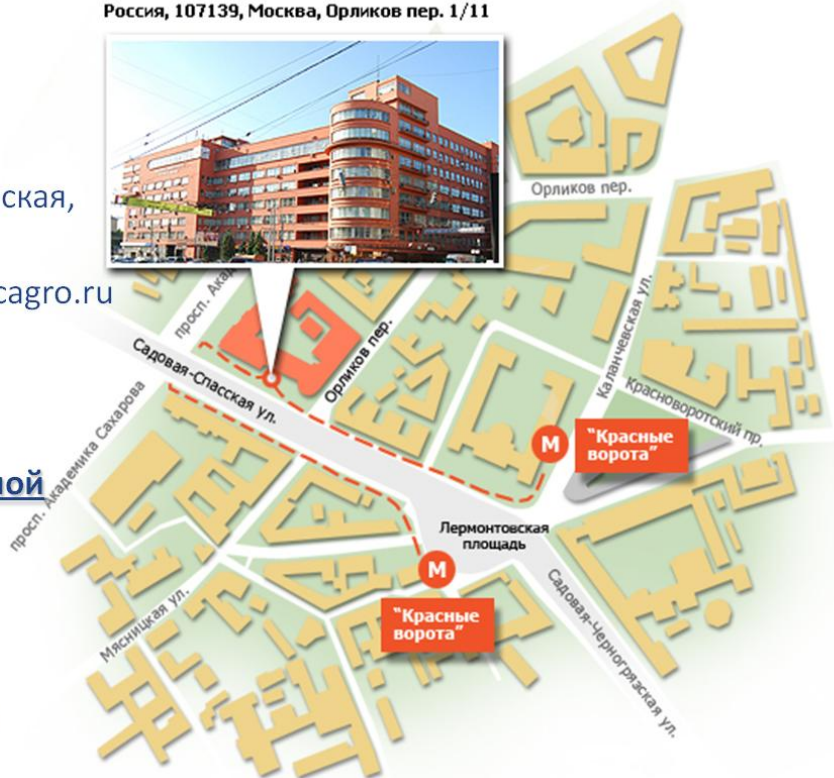 Россия, 107139, Москва, Орликов пер. 1/11
ская,
cagro.ru
ной
Орликов пер.
просп. Ака
Каланчевская ул.
Садовая-Спасская ул.
Орликов пер.
Красноворотский пр.
"Красные
ворота"
М
просп. Академика Сахарова
Лермонтовская
площадь
М
"Красные
ворота"
Мясницкая ул.
Садовая-Черногрязская ул.